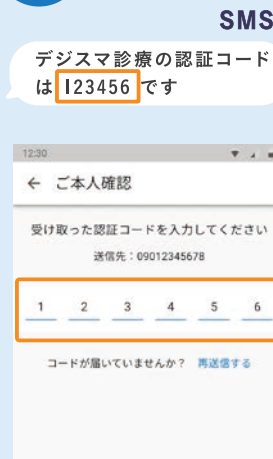 SMS
デジスマ診療の認証コード
は 123456 です
12:30
← ご本人確認
受け取った認証コードを入力してください
送信先：09012345678
1 2 3 4 5 6
コードが届いていませんか？ 再送信する